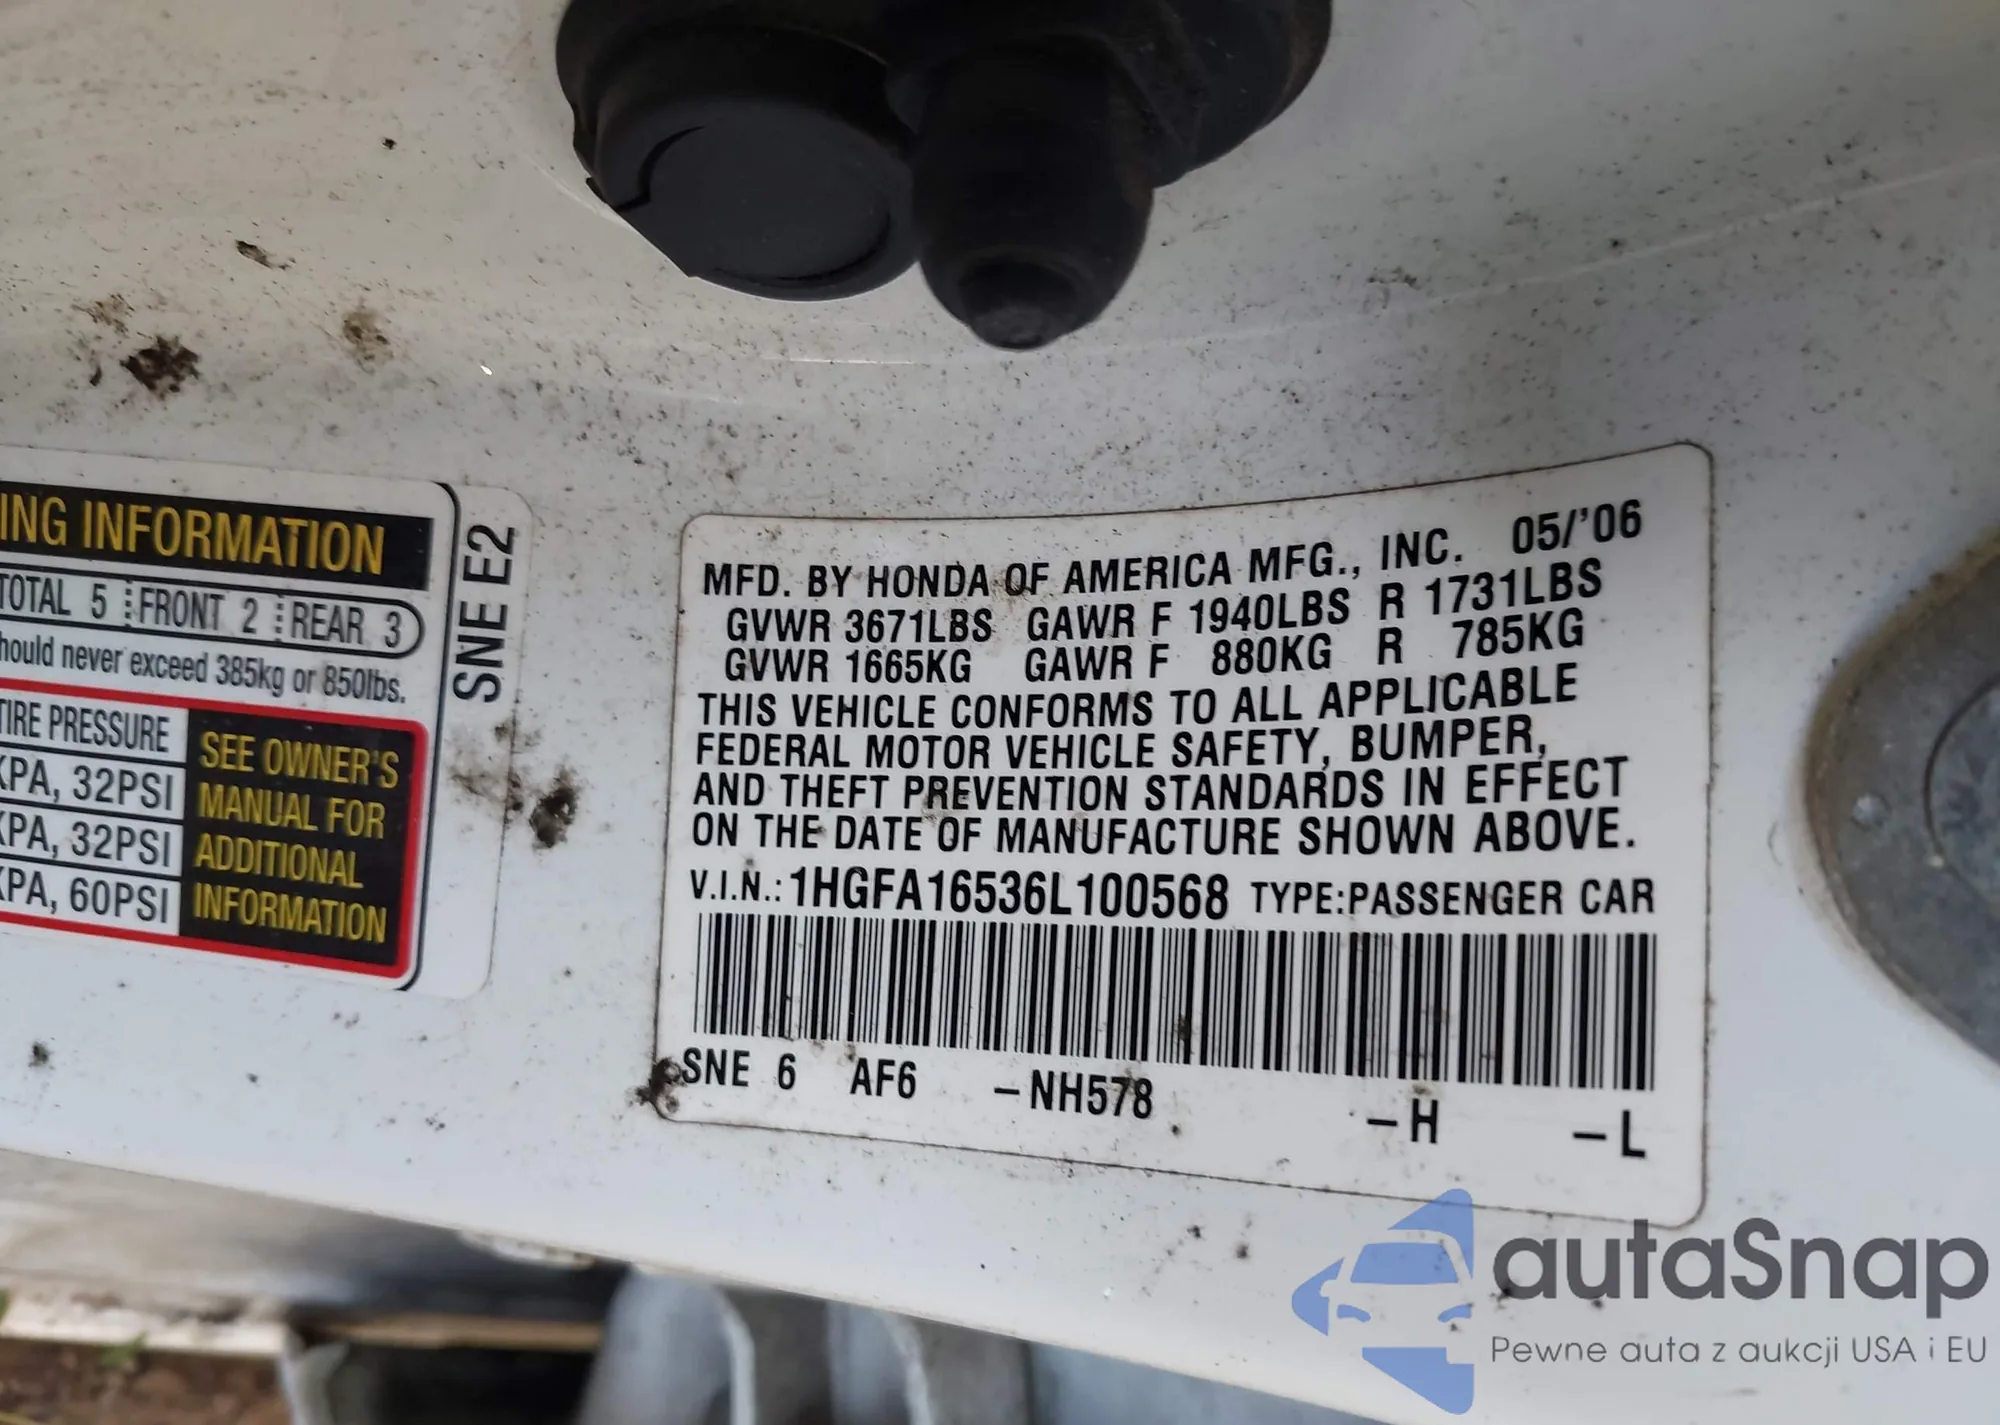 ING INFORMATION
TOTAL 5 FRONT 2 REAR 3
hould never exceed 385kg or 850lbs.
TIRE PRESSURE
KPA, 32PSI
KPA, 32PSI
KPA, 60PSI
SEE OWNER'S
MANUAL FOR
ADDITIONAL
INFORMATION
SNE E2
MFD. BY HONDA OF AMERICA MFG., INC. 05/'06
GVWR 3671LBS GAWR F 1940LBS R 1731LBS
GVWR 1665KG GAWR F 880KG R 785KG
THIS VEHICLE CONFORMS TO ALL APPLICABLE
FEDERAL MOTOR VEHICLE SAFETY, BUMPER,
AND THEFT PREVENTION STANDARDS IN EFFECT
ON THE DATE OF MANUFACTURE SHOWN ABOVE.
V.I.N.: 1HGFA16536L100568 TYPE:PASSENGER CAR
SNE 6 AF6 -NH578 -H -L
autaSnap
Pewne auta z aukcji USA i EU